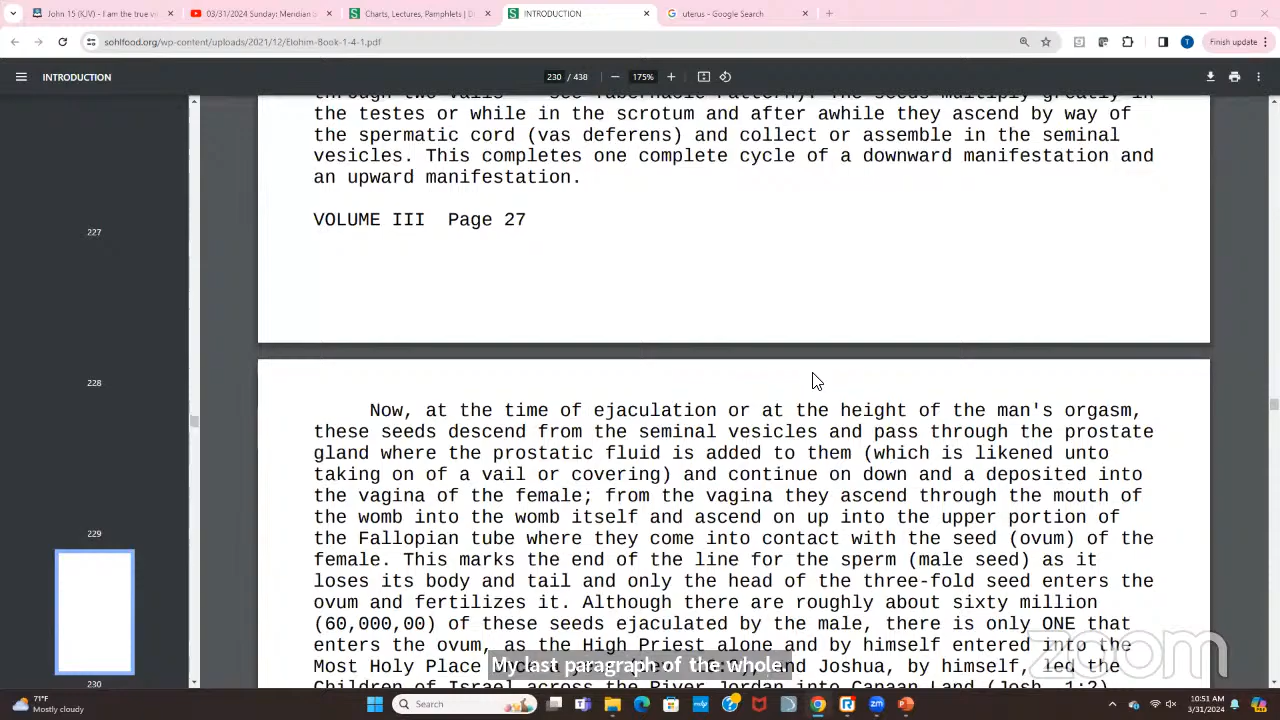 John 15 (KJV) - I am the true vi
03/31/2024 Sunday: Meridian
Charts, Lectures, Pamphlets | D
INTRODUCTION
uterus - Google Search
sohlfood.org/wp-content/uploads/2021/12/Elohim-Book-1-4-1.pdf
Finish update
INTRODUCTION
230 / 438
175%
227
228
229
230
the testes or while in the scrotum and after awhile they ascend by way of
the spermatic cord (vas deferens) and collect or assemble in the seminal
vesicles. This completes one complete cycle of a downward manifestation and
an upward manifestation.
VOLUME III Page 27
Now, at the time of ejaculation or at the height of the man's orgasm,
these seeds descend from the seminal vesicles and pass through the prostate
gland where the prostatic fluid is added to them (which is likened unto
taking on of a vail or covering) and continue on down and a deposited into
the vagina of the female; from the vagina they ascend through the mouth of
the womb into the womb itself and ascend on up into the upper portion of
the Fallopian tube where they come into contact with the seed (ovum) of the
female. This marks the end of the line for the sperm (male seed) as it
loses its body and tail and only the head of the three-fold seed enters the
ovum and fertilizes it. Although there are roughly about sixty million
(60,000,00) of these seeds ejaculated by the male, there is only ONE that
enters the ovum, as the High Priest alone and by himself entered into the
Most Holy Place and Joshua, by himself, led the
Children of Israel across the River Jordan into Canaan Land (Josh. 1:2)
My last paragraph of the whole.
zoom
71°F
Mostly cloudy
Search
10:51 AM
3/31/2024